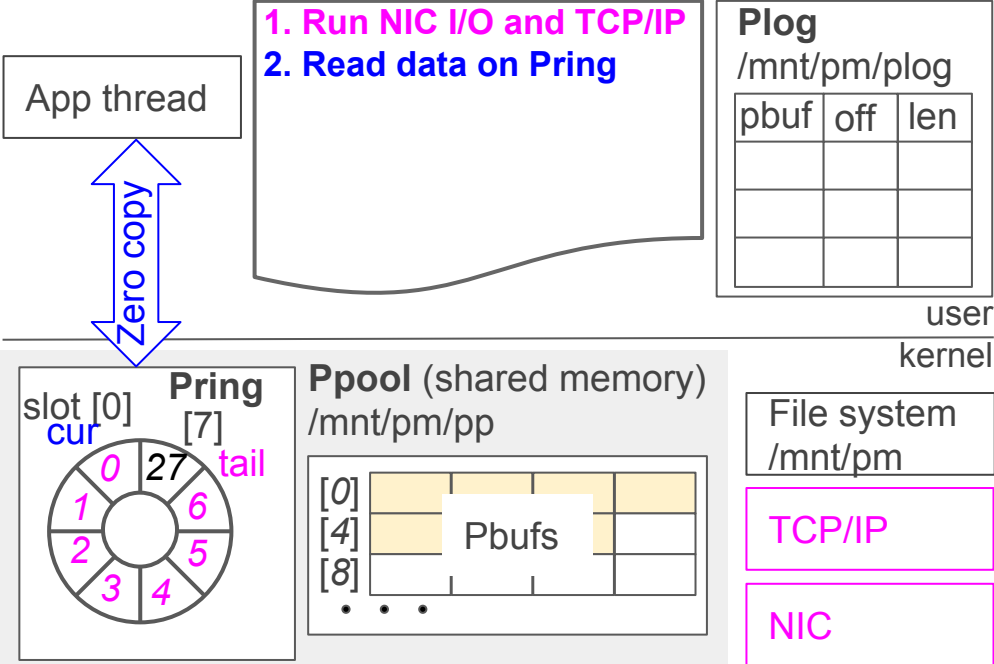 1. Run NIC I/O and TCP/IP
2. Read data on Pring
App thread
Zero copy
Plog
/mnt/pm/plog
pbuf off len
user
kernel
Pring
slot [0] [7]
cur
tail
0 27
1 6
2 5
3 4
Ppool (shared memory)
/mnt/pm/pp
[0]
[4]
[8]
Pbufs
• • •
File system
/mnt/pm
TCP/IP
NIC